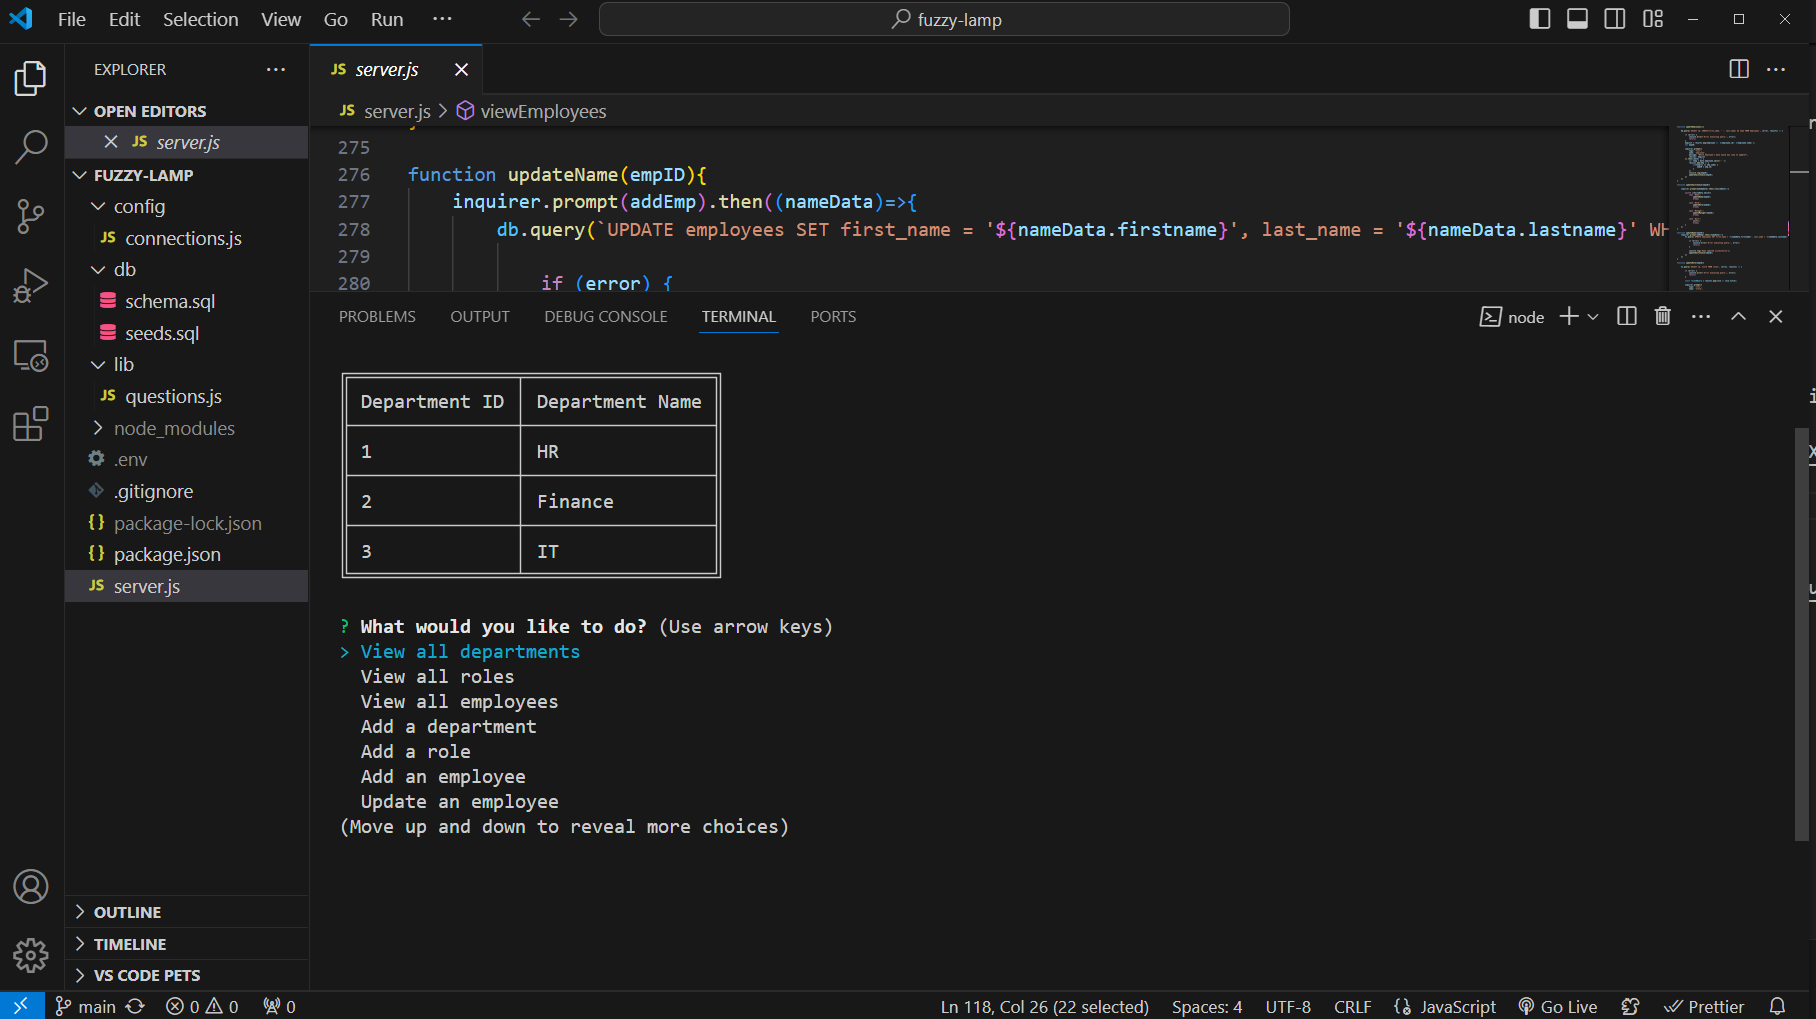 File Edit Selection View Go Run ··· fuzzy-lamp
EXPLORER
OPEN EDITORS
JS server.js
FUZZY-LAMP
config
JS connections.js
db
schema.sql
seeds.sql
lib
JS questions.js
node_modules
.env
.gitignore
{} package-lock.json
{} package.json
JS server.js
OUTLINE
TIMELINE
VS CODE PETS
JS server.js
JS server.js > viewEmployees
275
276 function updateName(empID){
277 inquirer.prompt(addEmp).then((nameData)=>{
278 db.query(`UPDATE employees SET first_name = '${nameData.firstname}', last_name = '${nameData.lastname}' WH
279
280 if (error) {
PROBLEMS OUTPUT DEBUG CONSOLE TERMINAL PORTS node
Department ID Department Name
1 HR
2 Finance
3 IT
? What would you like to do? (Use arrow keys)
> View all departments
View all roles
View all employees
Add a department
Add a role
Add an employee
Update an employee
(Move up and down to reveal more choices)
main 0 0 0 Ln 118, Col 26 (22 selected) Spaces: 4 UTF-8 CRLF {} JavaScript Go Live Prettier